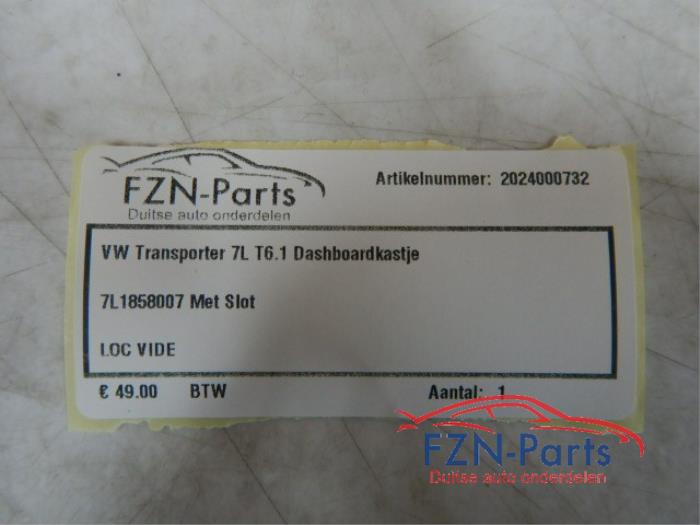 FZN-Parts
Duitse auto onderdelen
Artikelnummer: 2024000732
VW Transporter 7L T6.1 Dashboardkastje
7L1858007 Met Slot
LOC VIDE
€ 49.00 BTW Aantal: 1
FZN-Parts
Duitse auto onderdelen